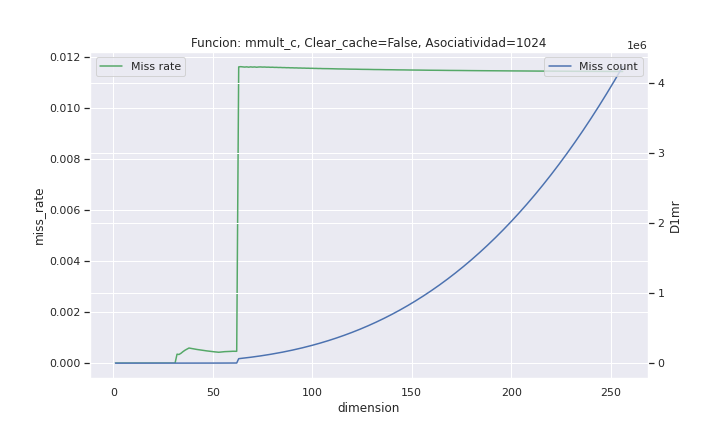 Funcion: mmult_c, Clear_cache=False, Asociatividad=1024
1e6
Miss rate
Miss count
0.012
0.010
0.008
0.006
0.004
0.002
0.000
miss_rate
4
3
2
1
0
D1mr
0 50 100 150 200 250
dimension